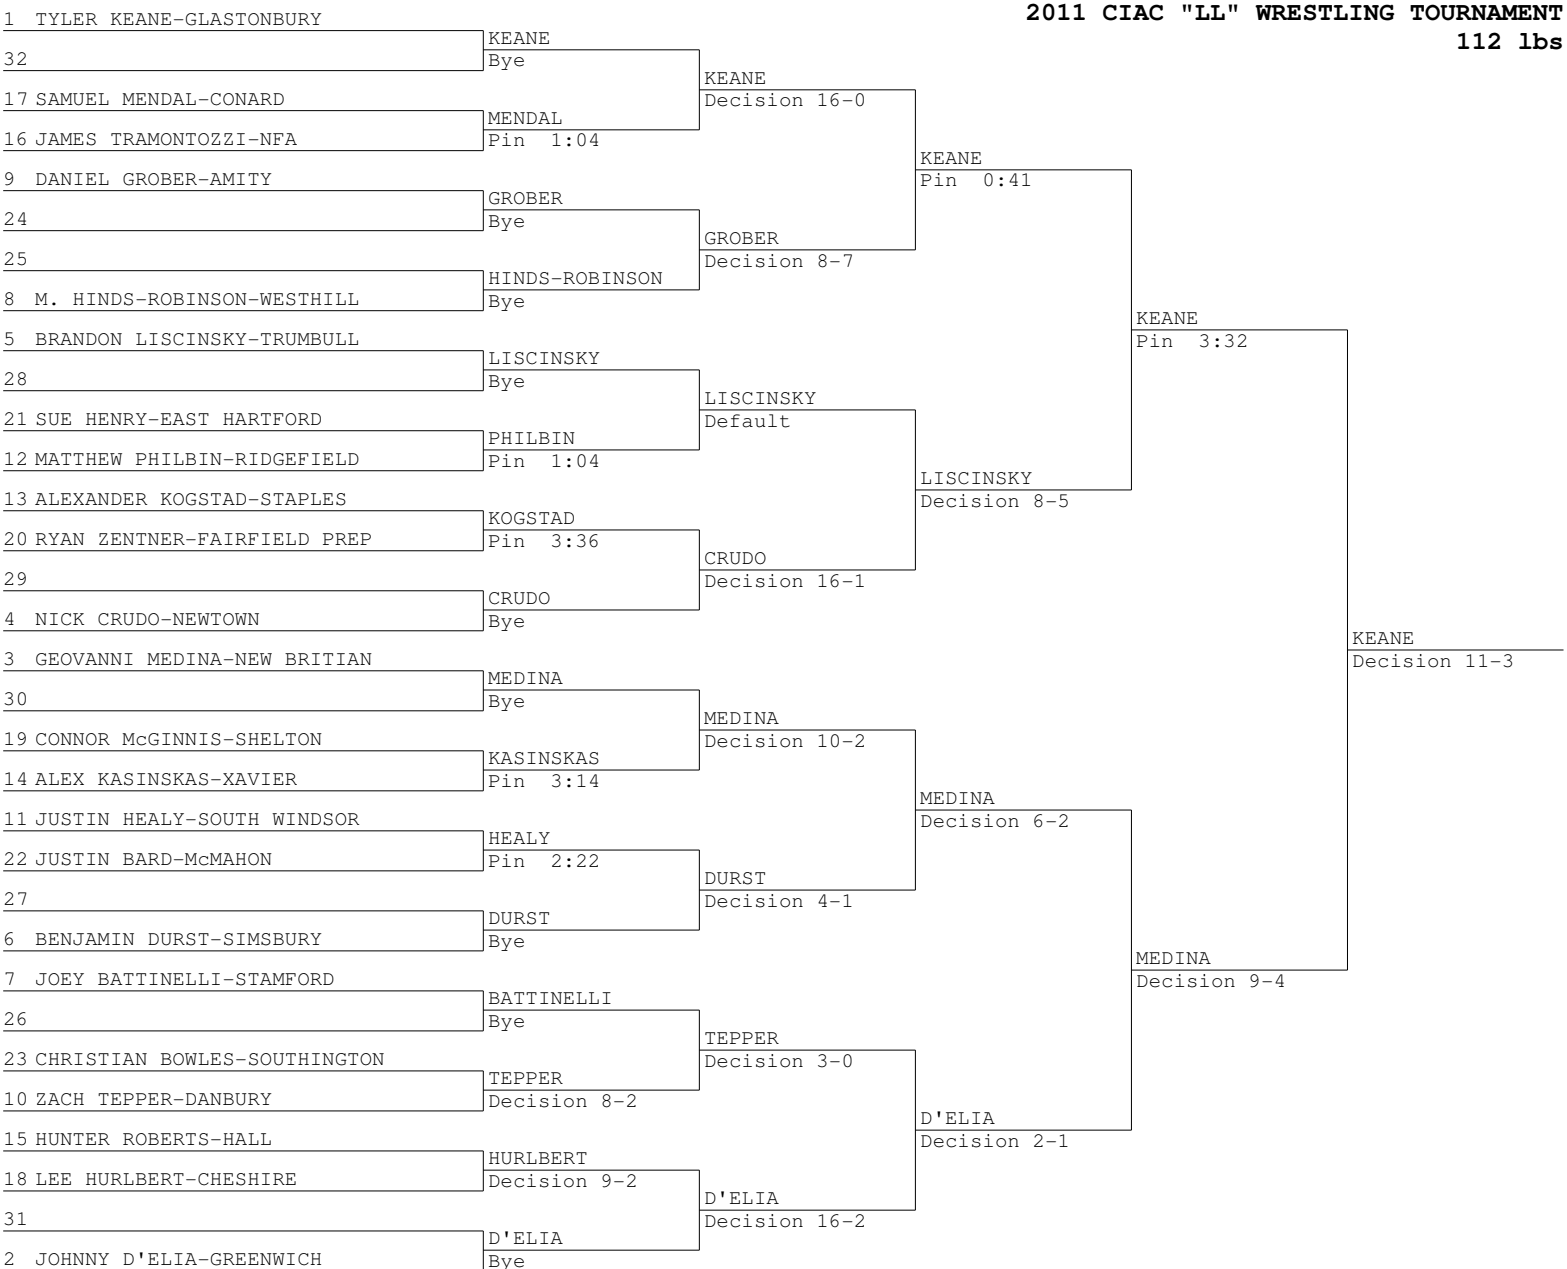 2011 CIAC "LL" WRESTLING TOURNAMENT
112 lbs
1 TYLER KEANE-GLASTONBURY
32
17 SAMUEL MENDAL-CONARD
16 JAMES TRAMONTOZZI-NFA
9 DANIEL GROBER-AMITY
24
25
8 M. HINDS-ROBINSON-WESTHILL
5 BRANDON LISCINSKY-TRUMBULL
28
21 SUE HENRY-EAST HARTFORD
12 MATTHEW PHILBIN-RIDGEFIELD
13 ALEXANDER KOGSTAD-STAPLES
20 RYAN ZENTNER-FAIRFIELD PREP
29
4 NICK CRUDO-NEWTOWN
3 GEOVANNI MEDINA-NEW BRITIAN
30
19 CONNOR McGINNIS-SHELTON
14 ALEX KASINSKAS-XAVIER
11 JUSTIN HEALY-SOUTH WINDSOR
22 JUSTIN BARD-McMAHON
27
6 BENJAMIN DURST-SIMSBURY
7 JOEY BATTINELLI-STAMFORD
26
23 CHRISTIAN BOWLES-SOUTHINGTON
10 ZACH TEPPER-DANBURY
15 HUNTER ROBERTS-HALL
18 LEE HURLBERT-CHESHIRE
31
2 JOHNNY D'ELIA-GREENWICH
KEANE
Bye
MENDAL
Pin 1:04
GROBER
Bye
HINDS-ROBINSON
Bye
LISCINSKY
Bye
PHILBIN
Pin 1:04
KOGSTAD
Pin 3:36
CRUDO
Bye
MEDINA
Bye
KASINSKAS
Pin 3:14
HEALY
Pin 2:22
DURST
Bye
BATTINELLI
Bye
TEPPER
Decision 8-2
HURLBERT
Decision 9-2
D'ELIA
Bye
KEANE
Decision 16-0
GROBER
Decision 8-7
LISCINSKY
Default
CRUDO
Decision 16-1
MEDINA
Decision 10-2
DURST
Decision 4-1
TEPPER
Decision 3-0
D'ELIA
Decision 16-2
KEANE
Pin 0:41
LISCINSKY
Decision 8-5
MEDINA
Decision 6-2
D'ELIA
Decision 2-1
KEANE
Pin 3:32
MEDINA
Decision 9-4
KEANE
Decision 11-3